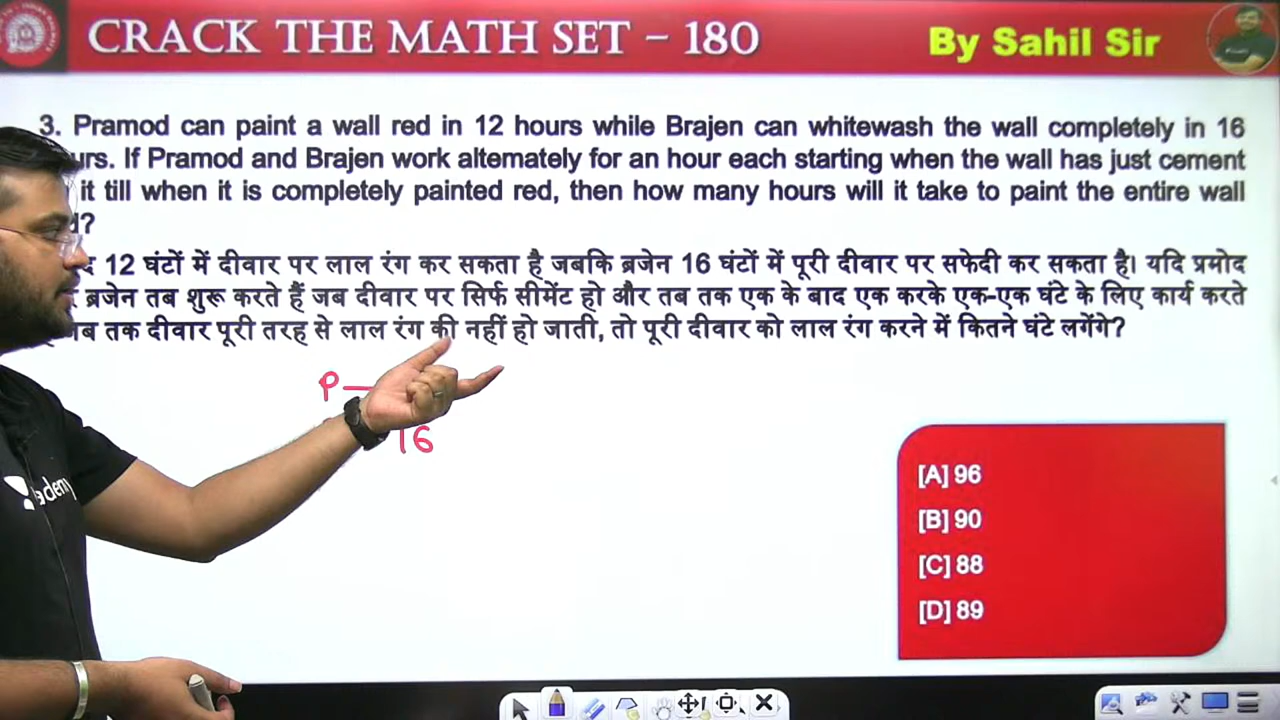 CRACK THE MATH SET – 180
By Sahil Sir
3. Pramod can paint a wall red in 12 hours while Brajen can whitewash the wall completely in 16
urs. If Pramod and Brajen work altemately for an hour each starting when the wall has just cement
it till when it is completely painted red, then how many hours will it take to paint the entire wall
d?
12 घंटों में दीवार पर लाल रंग कर सकता है जबकि ब्रजेन 16 घंटों में पूरी दीवार पर सफेदी कर सकता है। यदि प्रमोद
ब्रजेन तब शुरू करते हैं जब दीवार पर सिर्फ सीमेंट हो और तब तक एक के बाद एक करके एक-एक घंटे के लिए कार्य करते
तक दीवार पूरी तरह से लाल रंग की नहीं हो जाती, तो पूरी दीवार को लाल रंग करने में कितने घंटे लगेंगे?
P —
16
[A] 96
[B] 90
[C] 88
[D] 89
ademy